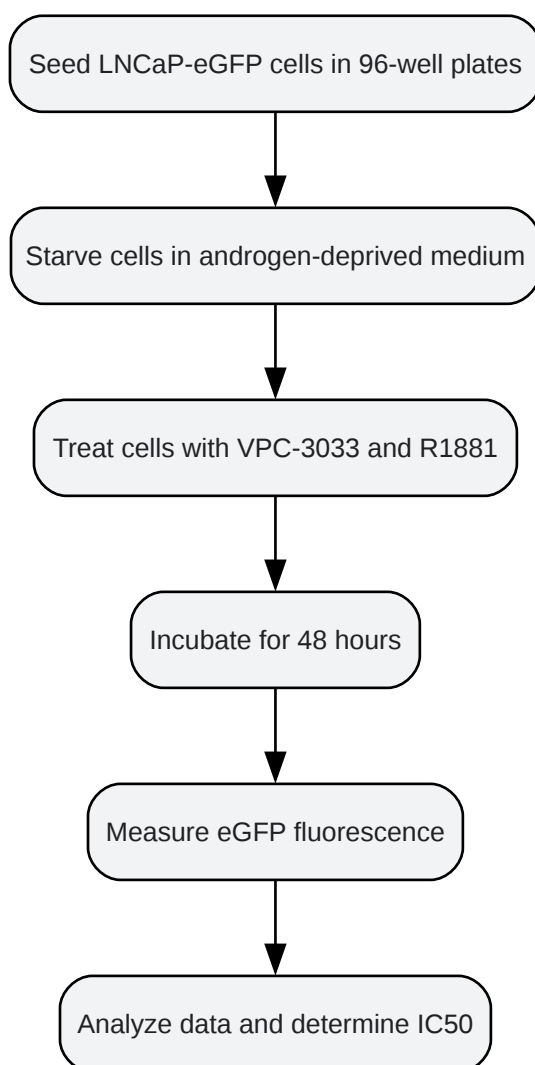 Seed LNCaP-eGFP cells in 96-well plates
Starve cells in androgen-deprived medium
Treat cells with VPC-3033 and R1881
Incubate for 48 hours
Measure eGFP fluorescence
Analyze data and determine IC50